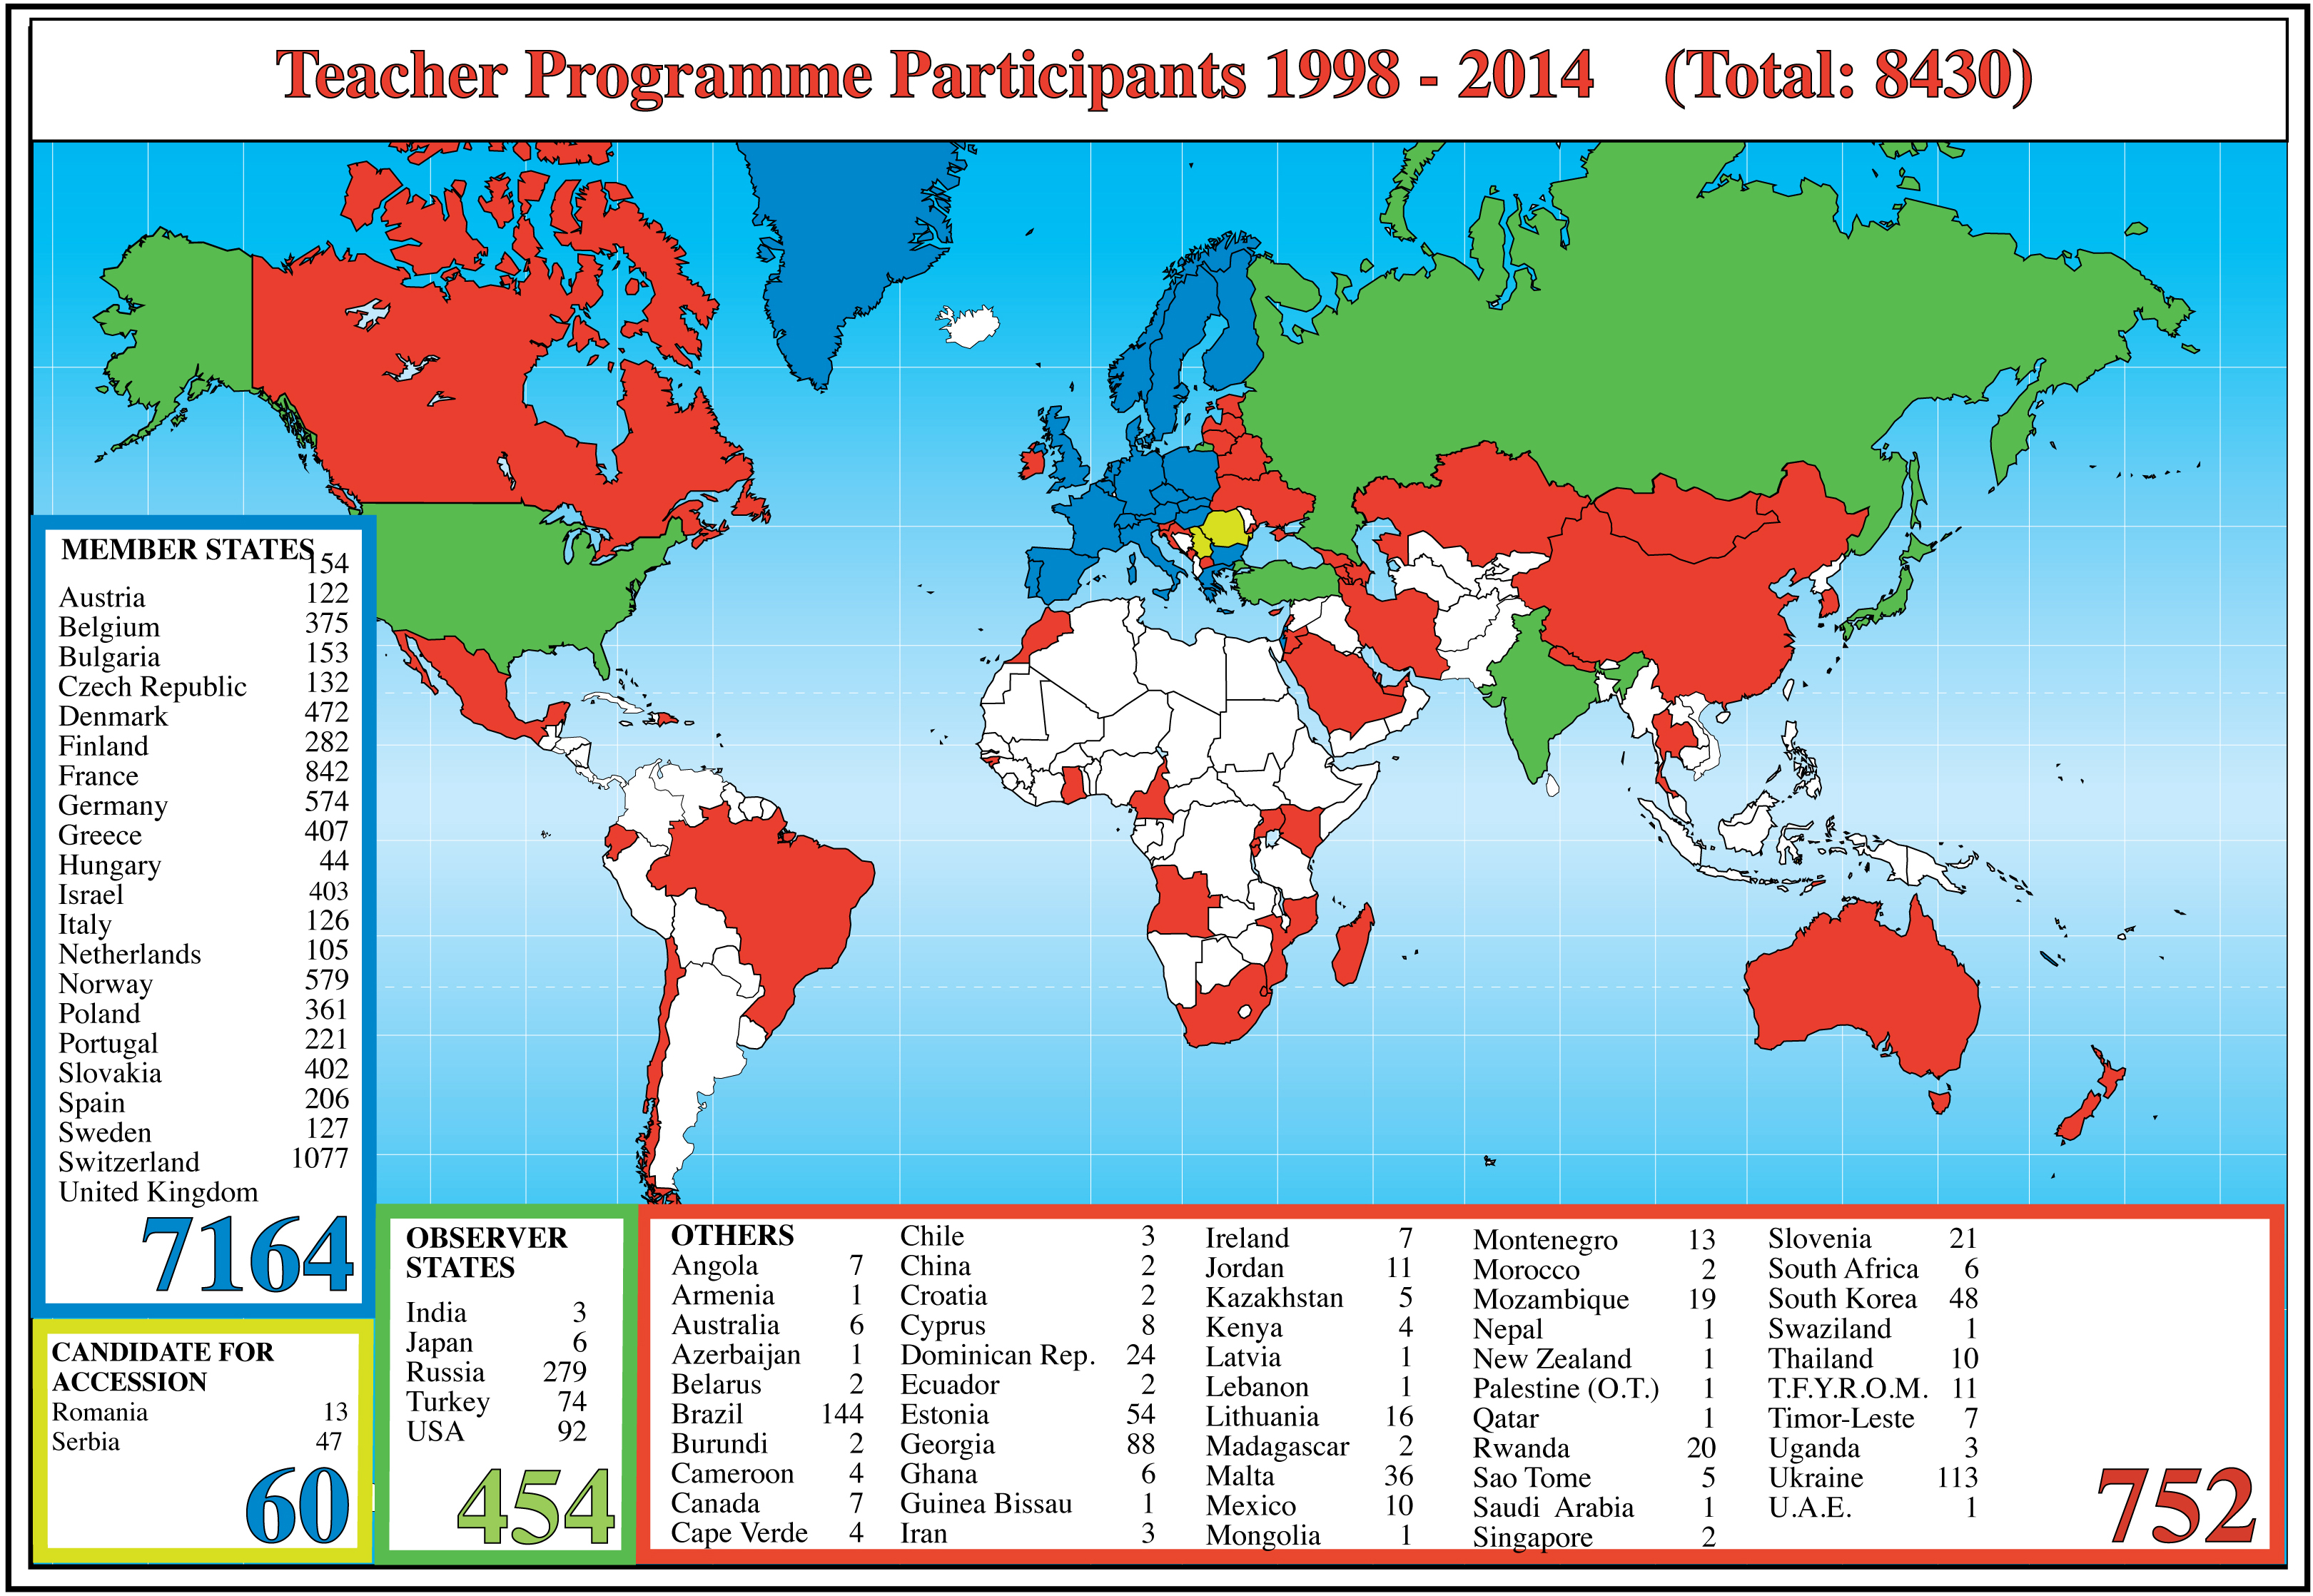 Teacher Programme Participants 1998 - 2014 (Total: 8430)
MEMBER STATES
154
Austria 122
Belgium 375
Bulgaria 153
Czech Republic 132
Denmark 472
Finland 282
France 842
Germany 574
Greece 407
Hungary 44
Israel 403
Italy 126
Netherlands 105
Norway 579
Poland 361
Portugal 221
Slovakia 402
Spain 206
Sweden 127
Switzerland 1077
United Kingdom
7164
CANDIDATE FOR
ACCESSION
Romania 13
Serbia 47
60
OBSERVER
STATES
India 3
Japan 6
Russia 279
Turkey 74
USA 92
454
OTHERS
Angola 7
Armenia 1
Australia 6
Azerbaijan 1
Belarus 2
Brazil 144
Burundi 2
Cameroon 4
Canada 7
Cape Verde 4
Chile 3
China 2
Croatia 2
Cyprus 8
Dominican Rep. 24
Ecuador 2
Estonia 54
Georgia 88
Ghana 6
Guinea Bissau 1
Iran 3
Ireland 7
Jordan 11
Kazakhstan 5
Kenya 4
Latvia 1
Lebanon 1
Lithuania 16
Madagascar 2
Malta 36
Mexico 10
Mongolia 1
Montenegro 13
Morocco 2
Mozambique 19
Nepal 1
New Zealand 1
Palestine (O.T.) 1
Qatar 1
Rwanda 20
Sao Tome 5
Saudi Arabia 1
Singapore 2
Slovenia 21
South Africa 6
South Korea 48
Swaziland 1
Thailand 10
T.F.Y.R.O.M. 11
Timor-Leste 7
Uganda 3
Ukraine 113
U.A.E. 1
752